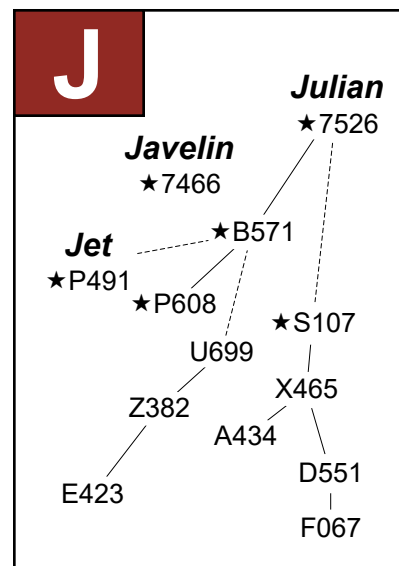 J
Julian
★7526
Javelin
★7466
★B571
Jet
★P491
★P608
★S107
U699
X465
Z382
A434
D551
E423
F067